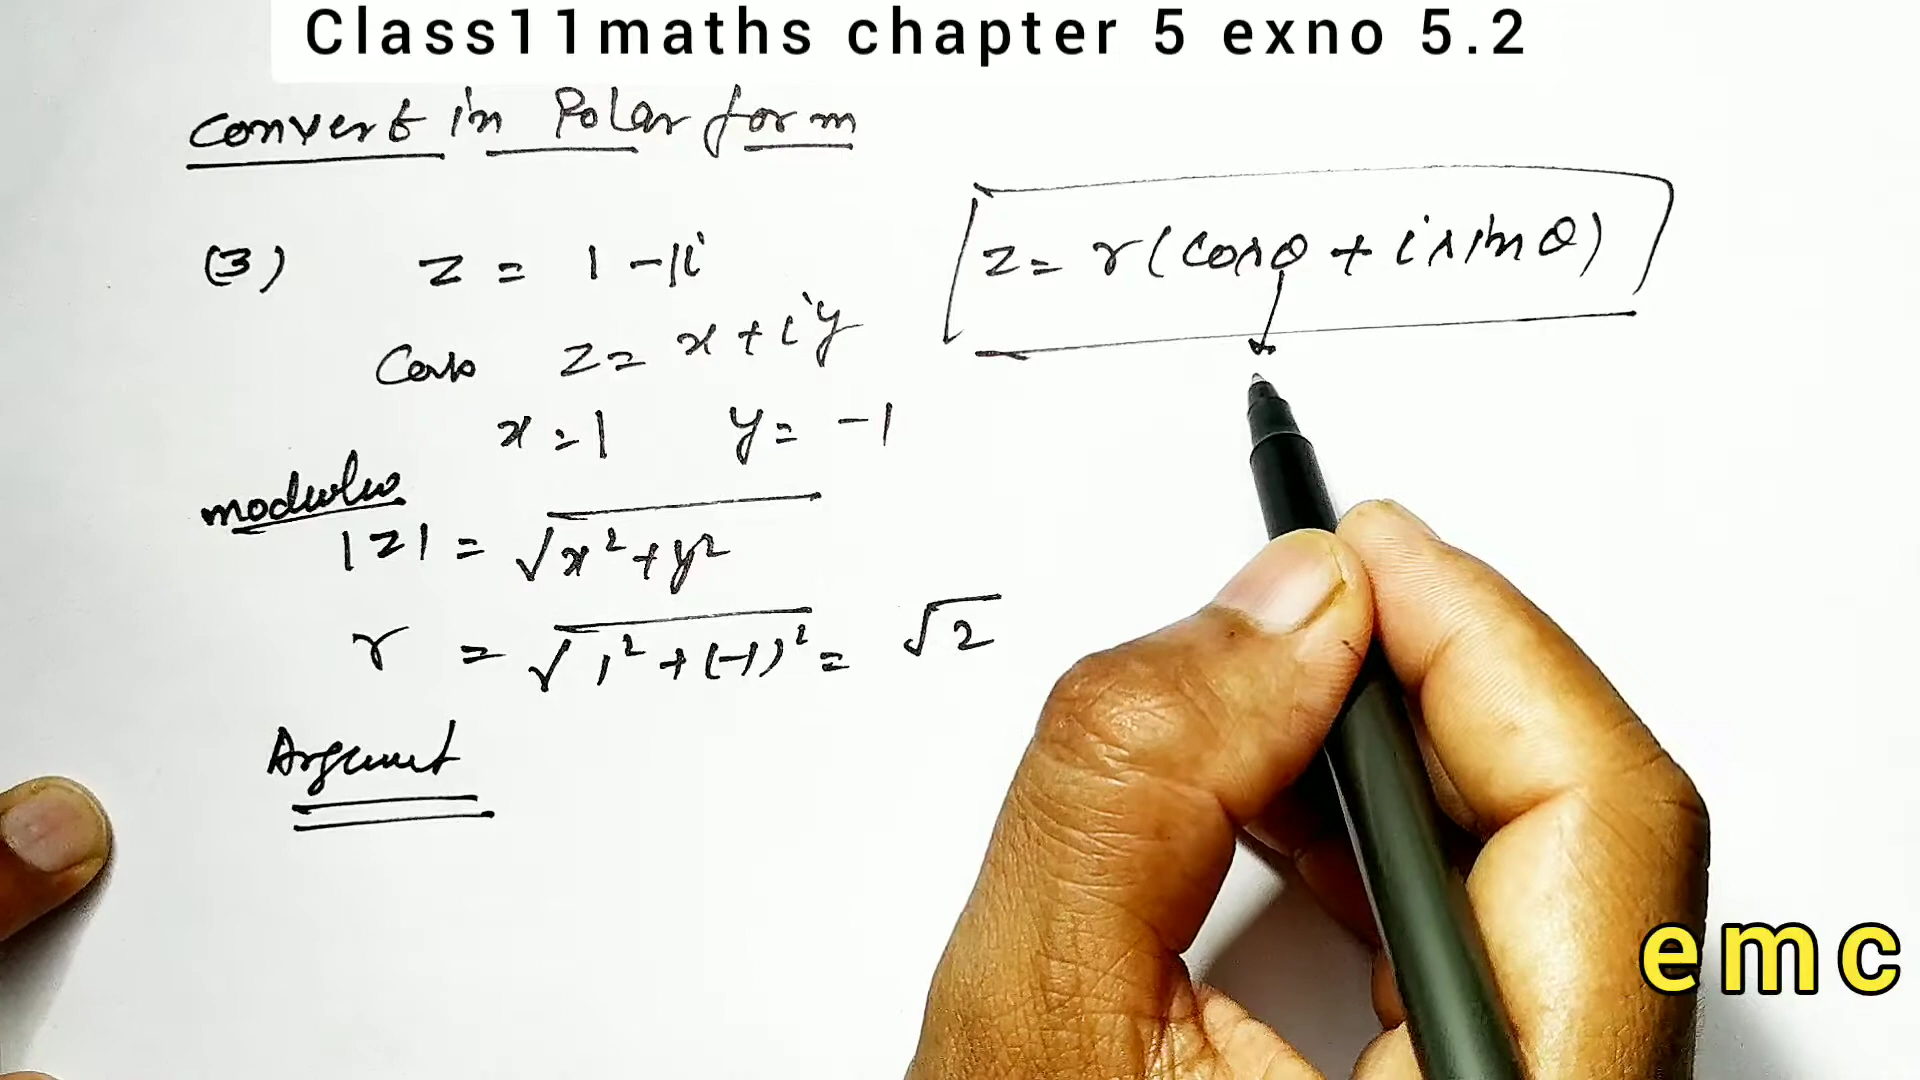 Class11maths chapter 5 exno 5.2
Convert in Polar form
(3) z = 1 - 1i
z = r(cosθ + i sinθ)
z = x + iy
x = 1 y = -1
modulus
|z| = √x² + y²
r = √1² + (-1)² = √2
Argument
emc